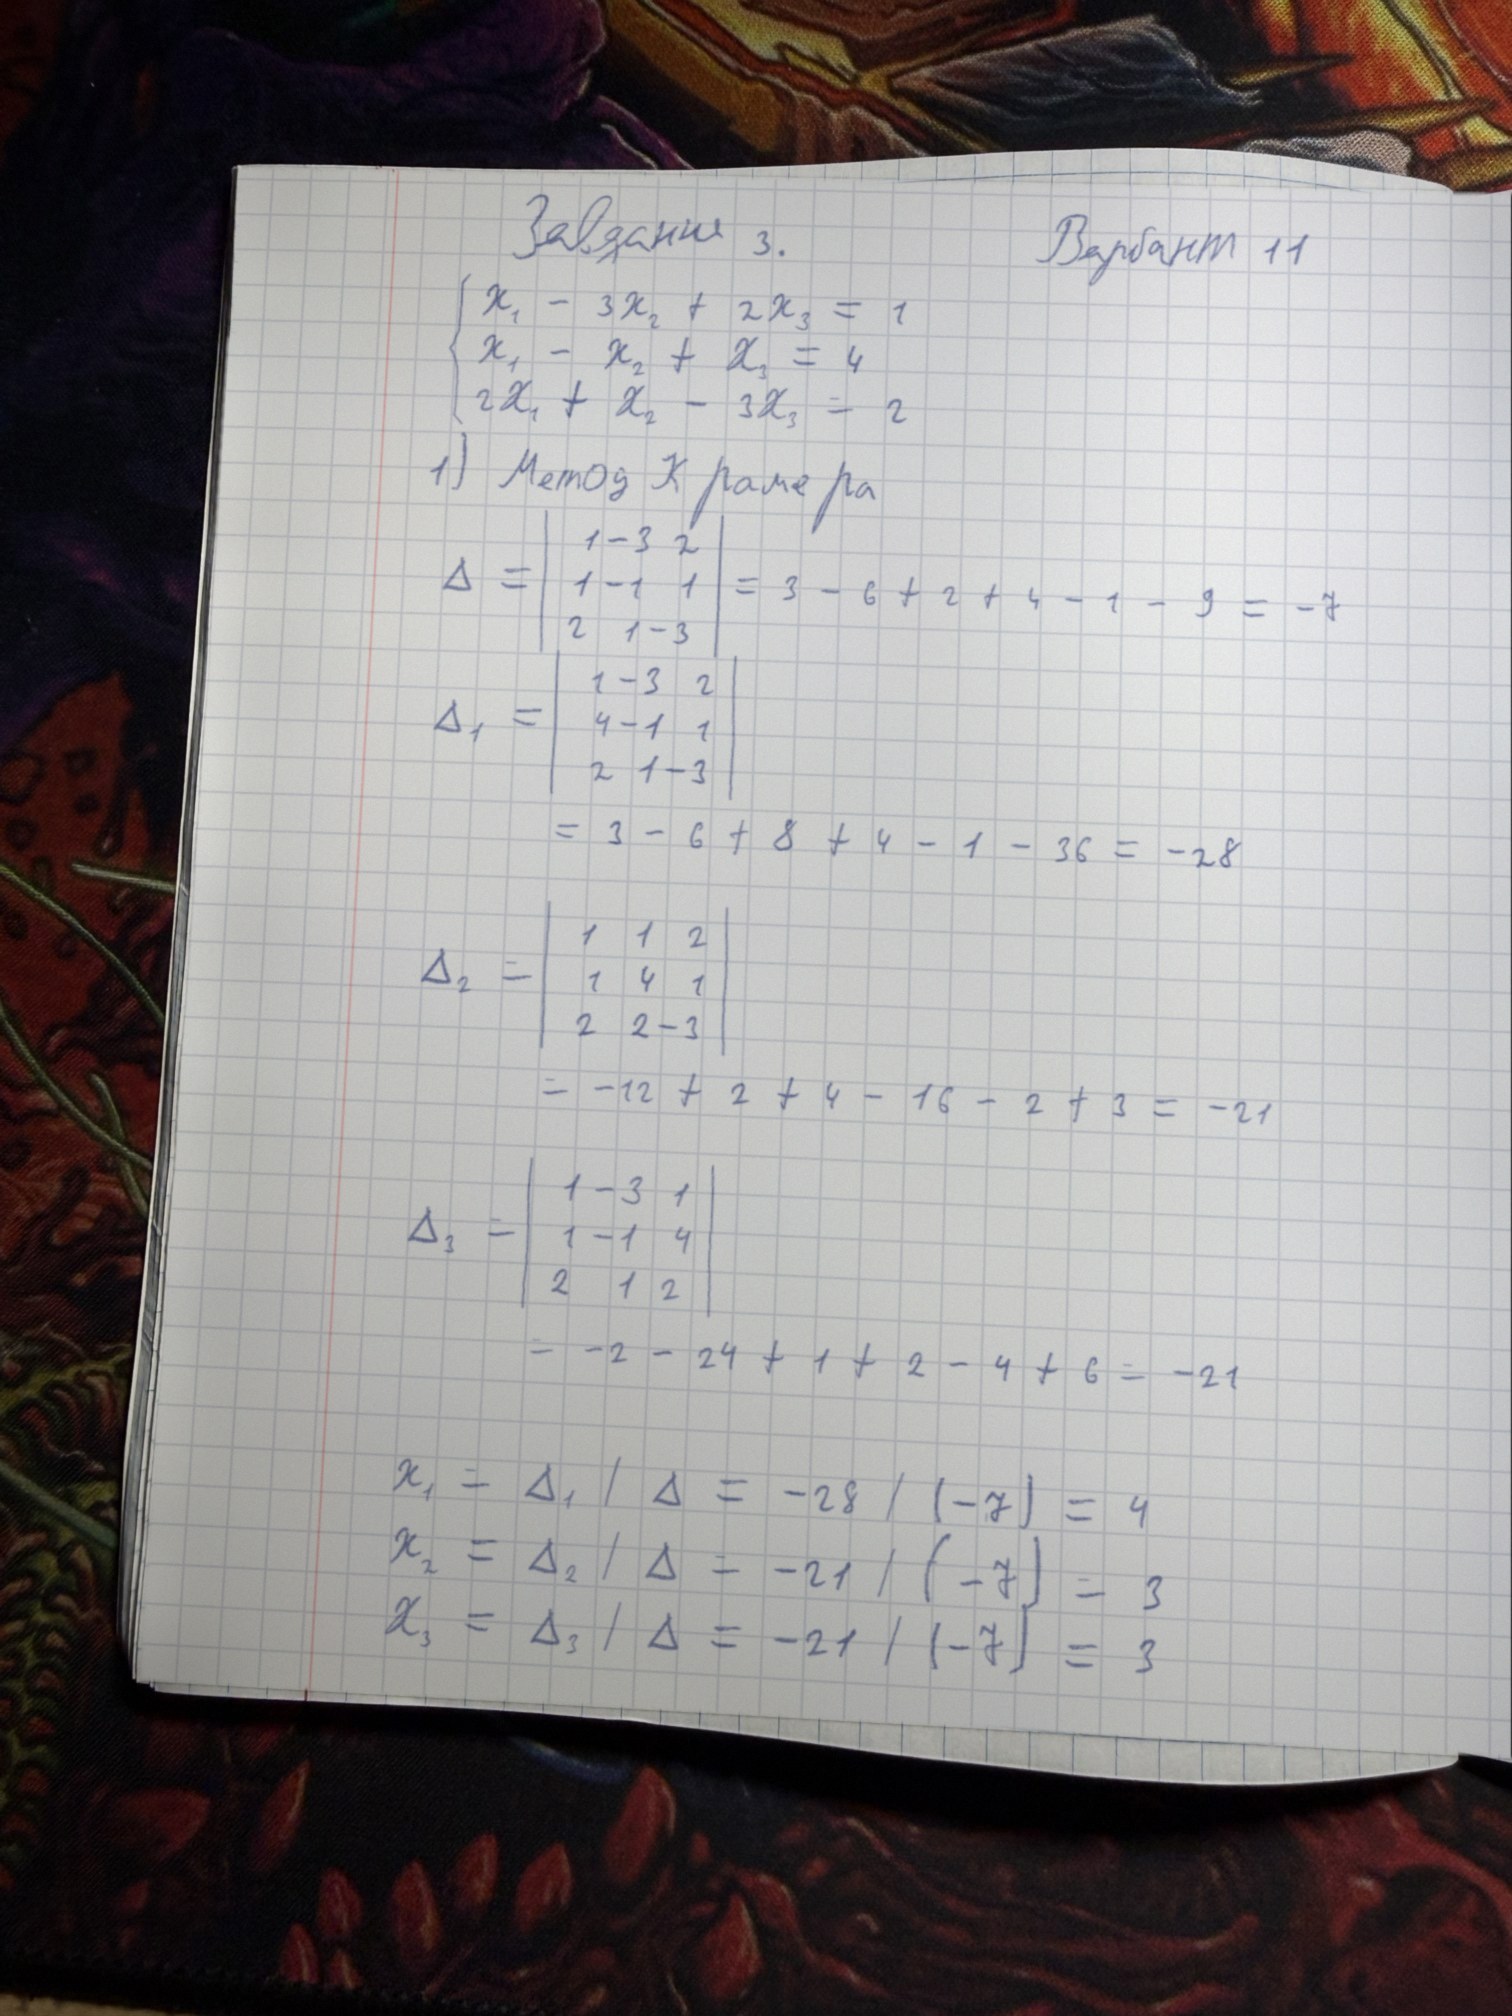 Завдання 3. Варіант 11
x₁ - 3x₂ + 2x₃ = 1
x₁ - x₂ + x₃ = 4
2x₁ + x₂ - 3x₃ = 2
1) Метод Крамера
1 -3 2
Δ = 1 -1 1 = 3 - 6 + 2 + 4 - 1 - 9 = -7
2 1 -3
1 -3 2
Δ₁ = 4 -1 1
2 1 -3
= 3 - 6 + 8 + 4 - 1 - 36 = -28
1 1 2
Δ₂ = 1 4 1
2 2 -3
= -12 + 2 + 4 - 16 - 2 + 3 = -21
1 -3 1
Δ₃ = 1 -1 4
2 1 2
= -2 - 24 + 1 + 2 - 4 + 6 = -21
x₁ = Δ₁ / Δ = -28 / (-7) = 4
x₂ = Δ₂ / Δ = -21 / (-7) = 3
x₃ = Δ₃ / Δ = -21 / (-7) = 3